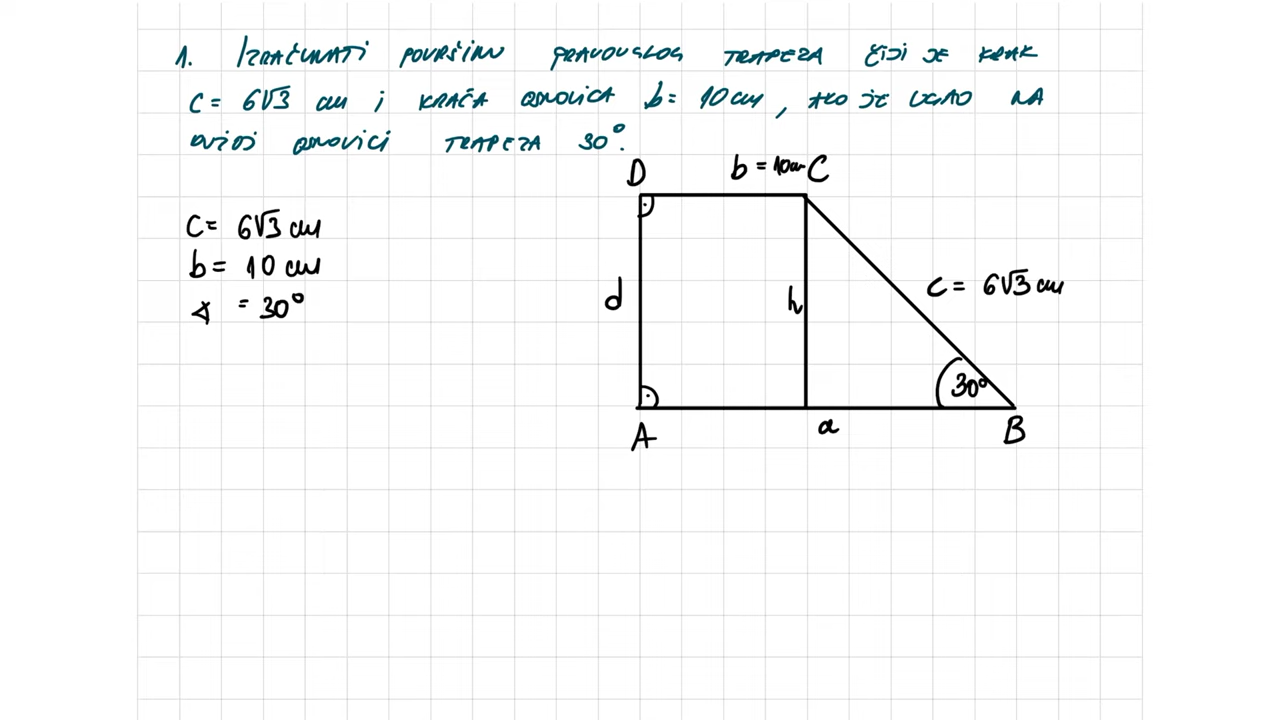 1. IZRAČUNATI POVRŠINU PRAVOUGLOG TRAPEZA ČIJI JE KRAK
C = 6√3 cm i KRAĆA OSNOVICA b = 10 cm, AKO JE UGAO NA
OVIOJ OSNOVICI TRAPEZA 30°.
D b = 10cm C
C = 6√3 cm
b = 10 cm
∢ = 30°
d h C = 6√3 cm
30°
A a B